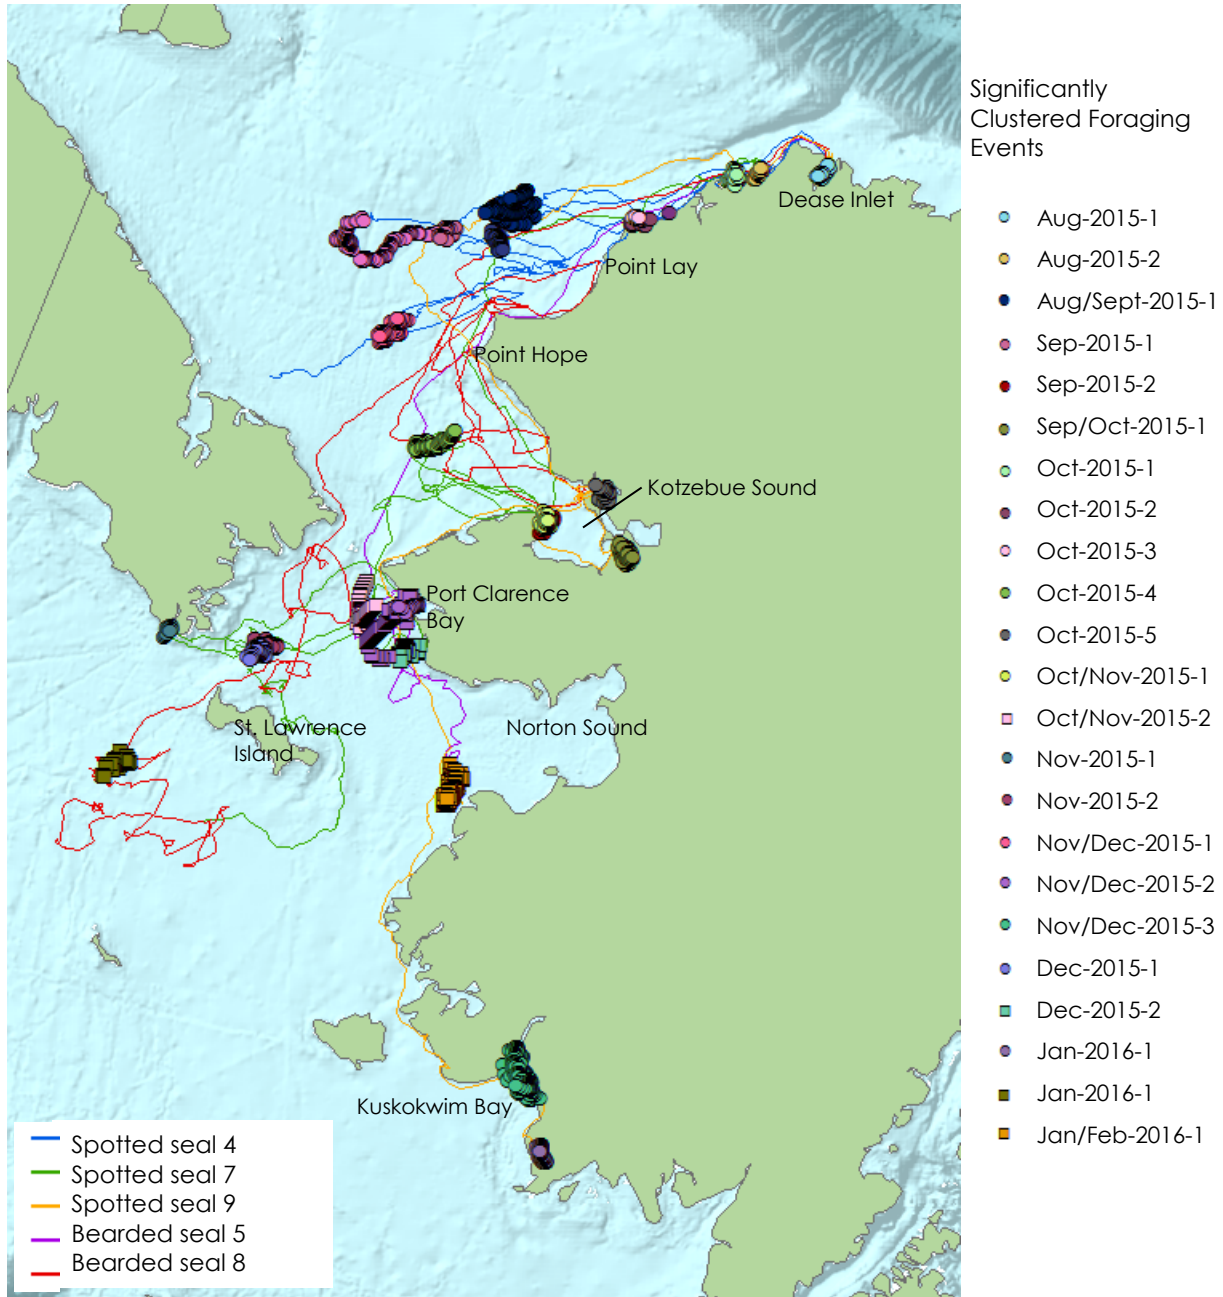 Significantly
Clustered Foraging
Events
Aug-2015-1
Aug-2015-2
Aug/Sept-2015-1
Sep-2015-1
Sep-2015-2
Sep/Oct-2015-1
Oct-2015-1
Oct-2015-2
Oct-2015-3
Oct-2015-4
Oct-2015-5
Oct/Nov-2015-1
Oct/Nov-2015-2
Nov-2015-1
Nov-2015-2
Nov/Dec-2015-1
Nov/Dec-2015-2
Nov/Dec-2015-3
Dec-2015-1
Dec-2015-2
Jan-2016-1
Jan-2016-1
Jan/Feb-2016-1
Dease Inlet
Point Lay
Point Hope
Kotzebue Sound
Port Clarence
Bay
St. Lawrence
Island
Norton Sound
Kuskokwim Bay
Spotted seal 4
Spotted seal 7
Spotted seal 9
Bearded seal 5
Bearded seal 8